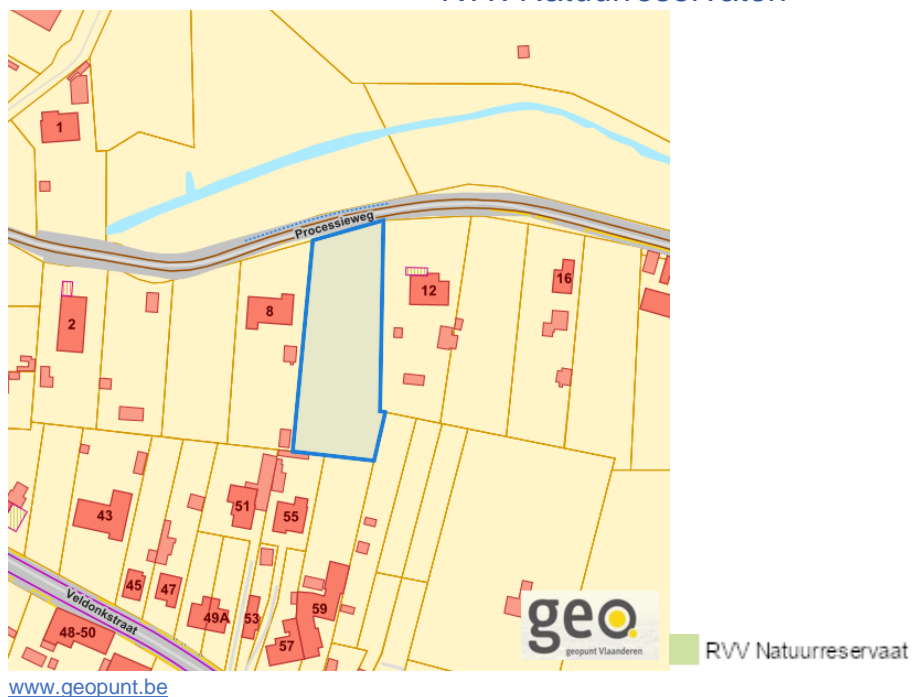 1
Processieweg
12
16
8
2
51
43
55
45
47
59
49A
53
Veldonkstraat
48-50
57
geo.
geopunt Vlaanderen
RVV Natuurreservaat
www.geopunt.be